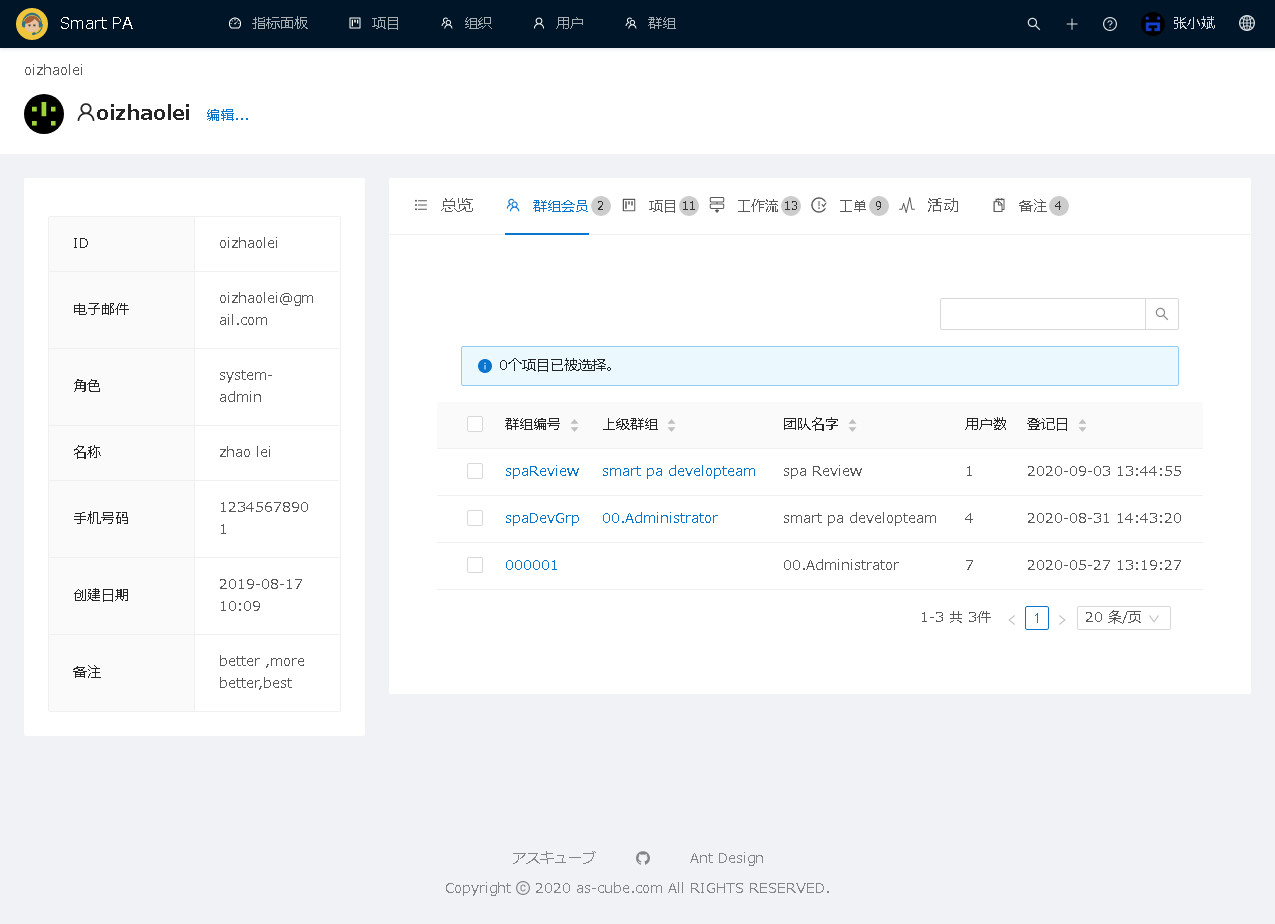 Smart PA 指标面板 项目 组织 用户 群组 张小斌
oizhaolei
oizhaolei 编辑...
总览 群组会员 2 项目 11 工作流 13 工单 9 活动 备注 4
ID oizhaolei
电子邮件 oizhaolei@gm
ail.com
角色 system-
admin
名称 zhao lei
手机号码 1234567890
1
创建日期 2019-08-17
10:09
备注 better ,more
better,best
0个项目已被选择。
群组编号 上级群组 团队名字 用户数 登记日
spaReview smart pa developteam spa Review 1 2020-09-03 13:44:55
spaDevGrp 00.Administrator smart pa developteam 4 2020-08-31 14:43:20
000001 00.Administrator 7 2020-05-27 13:19:27
1-3 共 3件 < 1 > 20 条/页
アスキューブ Ant Design
Copyright © 2020 as-cube.com All RIGHTS RESERVED.